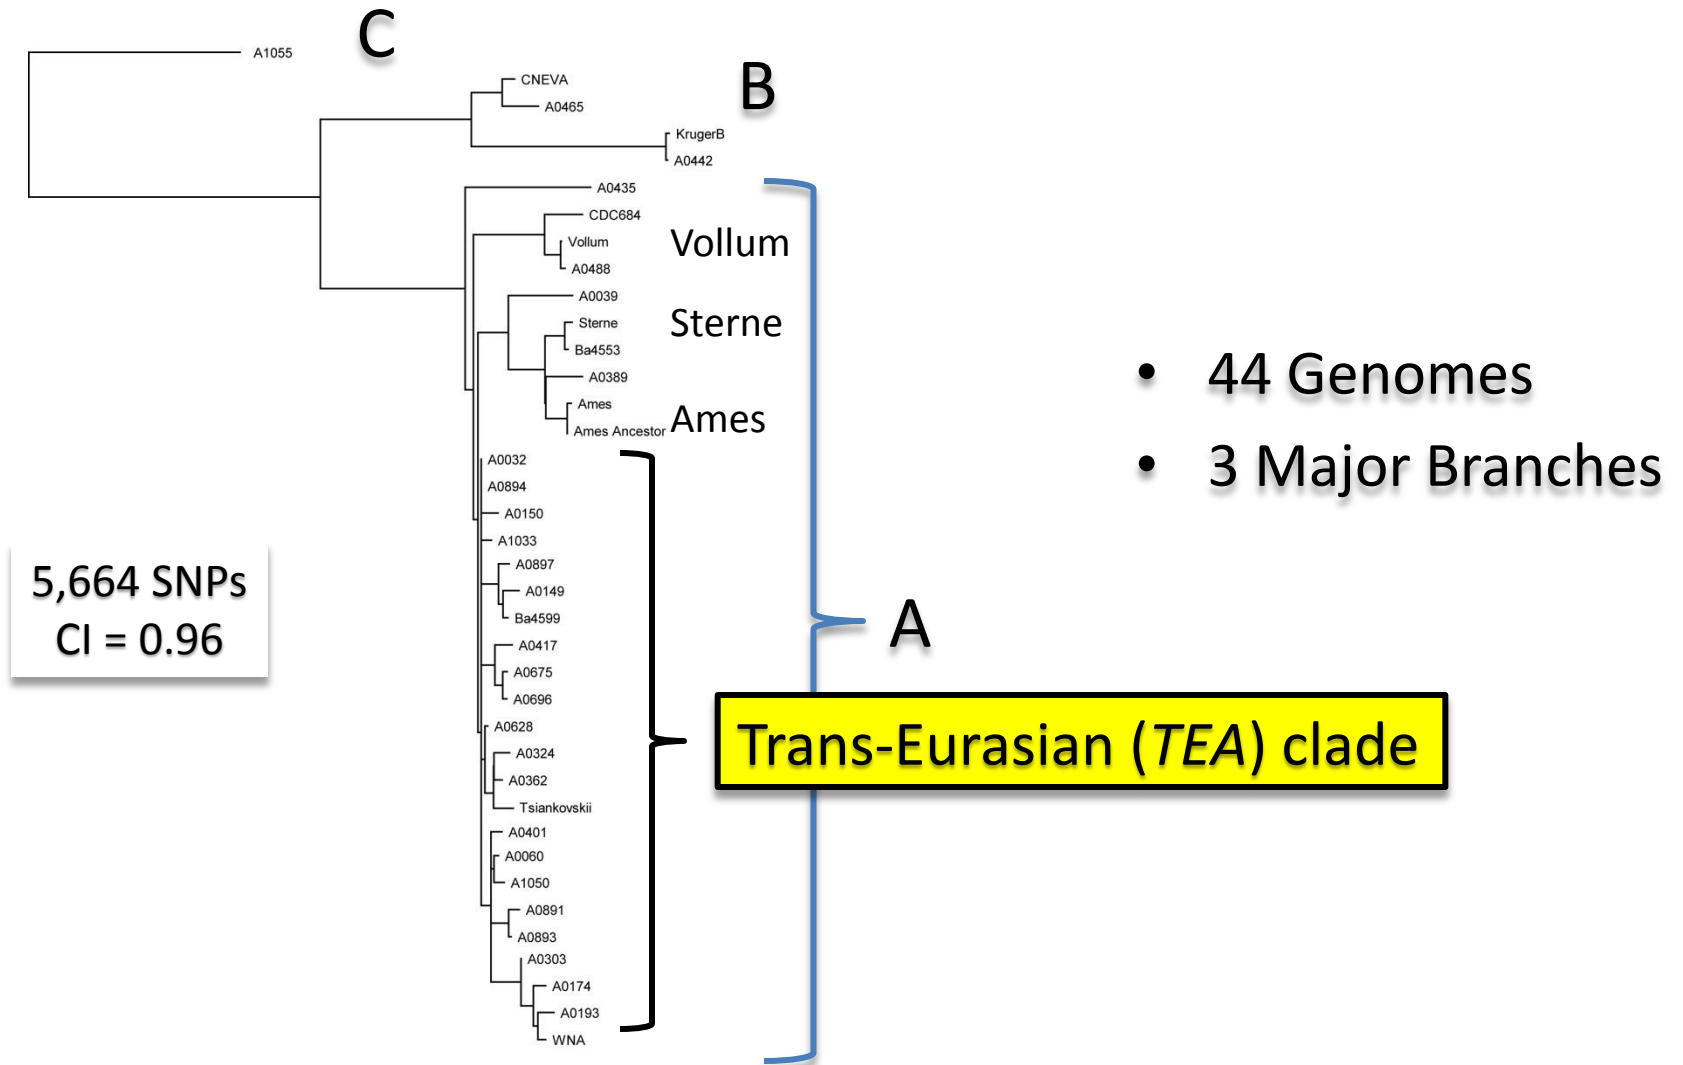 C
A1055
CNEVA
B
A0465
KrugerB
A0442
A0435
CDC684
Vollum
Vollum
A0488
A0039
Sterne
Sterne
Ba4553
A0389
Ames
Ames
Ames Ancestor
A0032
A0894
A0150
A1033
A0897
A0149
Ba4599
A0417
A0675
A0696
A0628
A0324
A0362
Tsiankovskii
A0401
A0060
A1050
A0891
A0893
A0303
A0174
A0193
WNA
A
Trans-Eurasian (TEA) clade
5,664 SNPs
CI = 0.96
• 44 Genomes
• 3 Major Branches